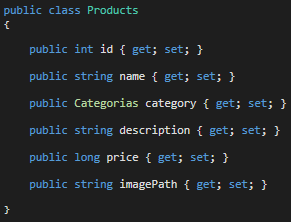 public class Products
{
public int id { get; set; }
public string name { get; set; }
public Categorias category { get; set; }
public string description { get; set; }
public long price { get; set; }
public string imagePath { get; set; }
}